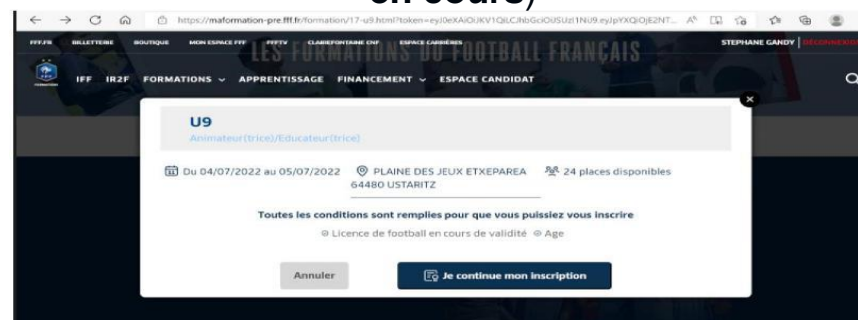 en cours)
https://maformation-pre.fff.fr/formation/17-u9.html?token=
FFF.FR BILLETTERIE BOUTIQUE MON ESPACE FFF FFFTV CLAIREFONTAINE CNF ESPACE CARRIÈRES STEPHANE GANDY DÉCONNEXION
LES FORMATIONS DU FOOTBALL FRANÇAIS
IFF IR2F FORMATIONS APPRENTISSAGE FINANCEMENT ESPACE CANDIDAT
U9
Animateur(trice)/Educateur(trice)
Du 04/07/2022 au 05/07/2022 PLAINE DES JEUX ETXEPAREA 24 places disponibles
64480 USTARITZ
Toutes les conditions sont remplies pour que vous puissiez vous inscrire
Licence de football en cours de validité Age
Annuler Je continue mon inscription